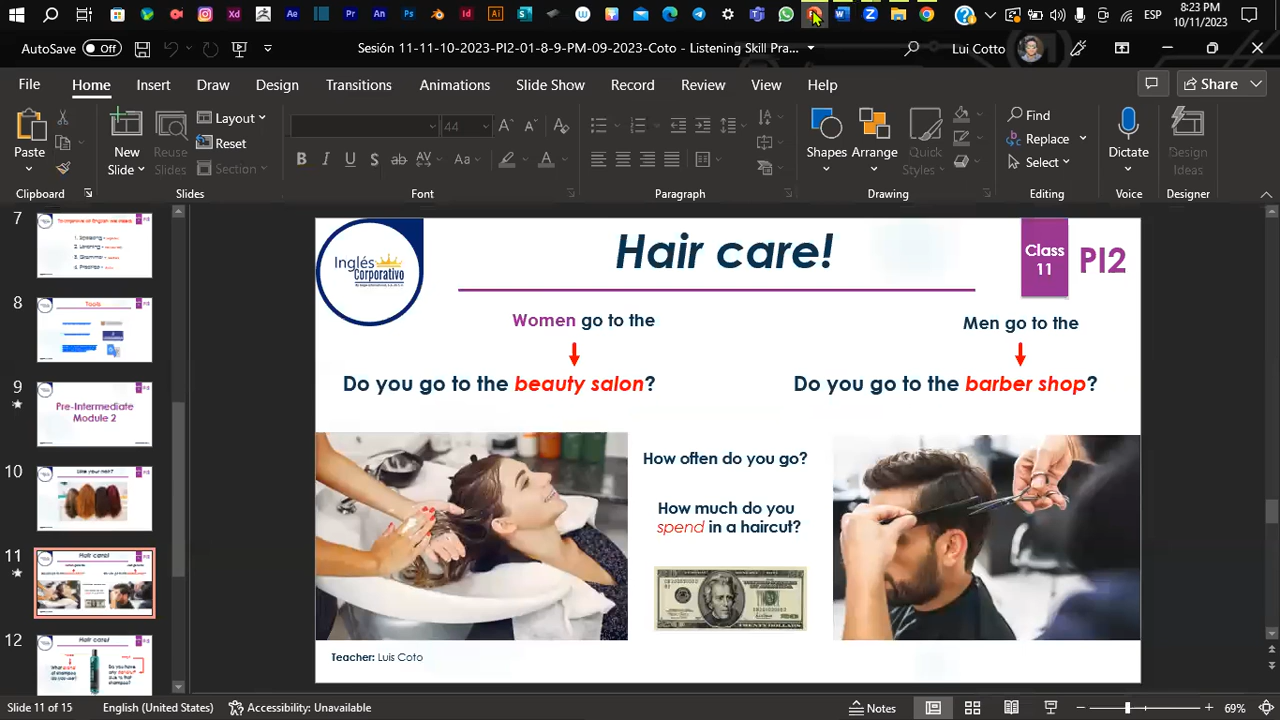 ESP
8:23 PM
10/11/2023
AutoSave
Off
Sesión 11-11-10-2023-PI2-01-8-9-PM-09-2023-Coto - Listening Skill Pra...
Lui Cotto
File
Home
Insert
Draw
Design
Transitions
Animations
Slide Show
Record
Review
View
Help
Share
Paste
New
Slide
Reuse
Slides
Layout
Reset
Section
44
B
I
U
S
ab
AV
Aa
A
Shapes
Arrange
Quick
Styles
Find
Replace
Select
Dictate
Design
Ideas
Clipboard
Slides
Font
Paragraph
Drawing
Editing
Voice
Designer
7
8
Tools
9
Pre-Intermediate
Module 2
10
11
Hair care!
12
Hair care!
Inglés
Corporativo
Hair care!
Class
11
PI2
Women go to the
Men go to the
Do you go to the beauty salon?
Do you go to the barber shop?
How often do you go?
How much do you
spend in a haircut?
TWENTY DOLLARS
Teacher: Luis Coto
Slide 11 of 15
English (United States)
Accessibility: Unavailable
Notes
69%